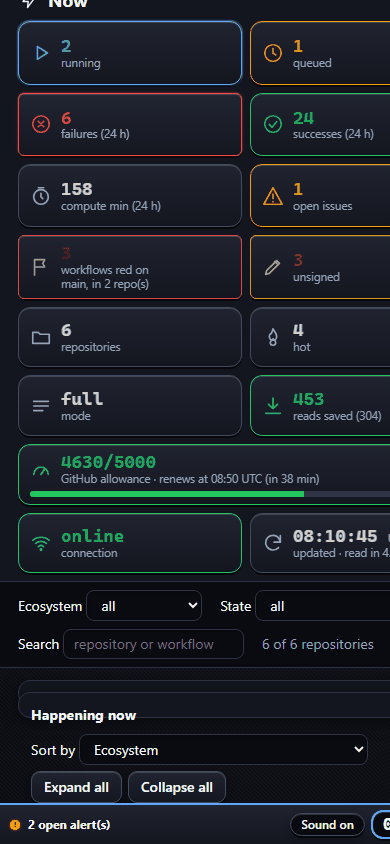 Now
2
running
1
queued
6
failures (24 h)
24
successes (24 h)
158
compute min (24 h)
1
open issues
3
workflows red on
main, in 2 repo(s)
3
unsigned
6
repositories
4
hot
full
mode
453
reads saved (304)
4630/5000
GitHub allowance · renews at 08:50 UTC (in 38 min)
online
connection
08:10:45
updated · read in 4.
Ecosystem all State all
Search repository or workflow 6 of 6 repositories
Happening now
Sort by Ecosystem
Expand all Collapse all
2 open alert(s) Sound on